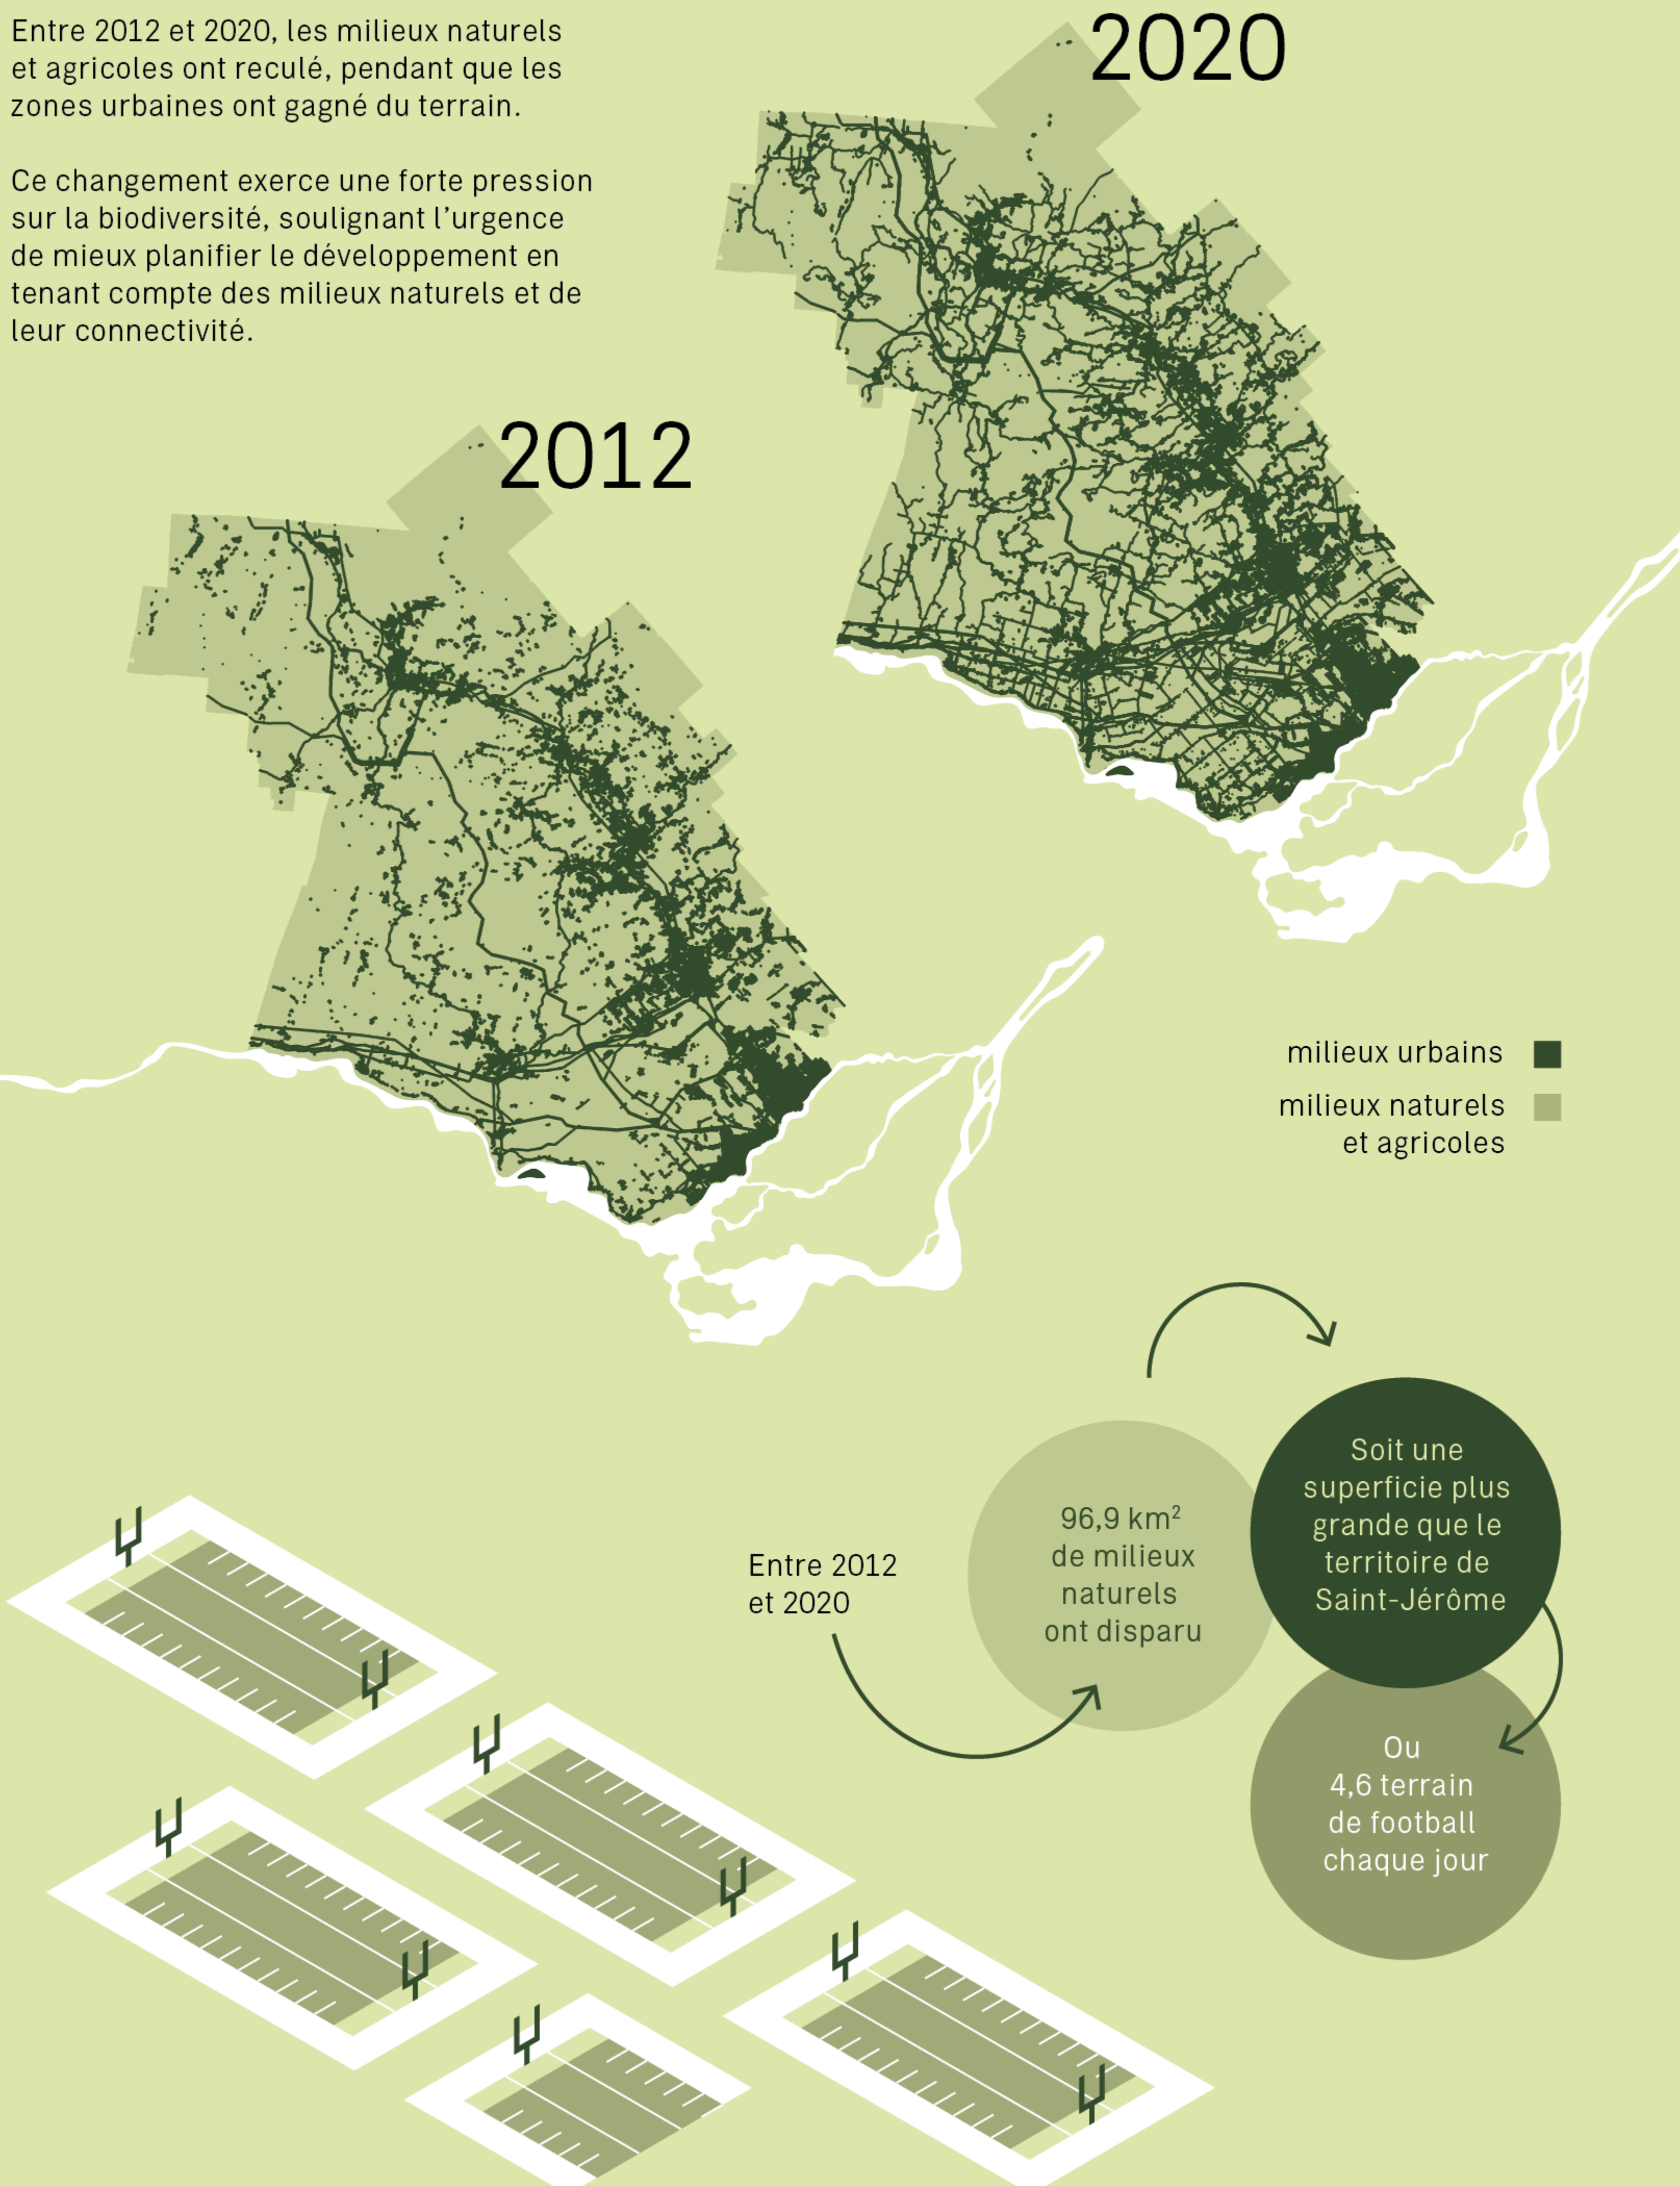 Entre 2012 et 2020, les milieux naturels
et agricoles ont reculé, pendant que les
zones urbaines ont gagné du terrain.
Ce changement exerce une forte pression
sur la biodiversité, soulignant l'urgence
de mieux planifier le développement en
tenant compte des milieux naturels et de
leur connectivité.
2020
2012
milieux urbains
milieux naturels
et agricoles
Entre 2012
et 2020
96,9 km²
de milieux
naturels
ont disparu
Soit une
superficie plus
grande que le
territoire de
Saint-Jérôme
Ou
4,6 terrain
de football
chaque jour